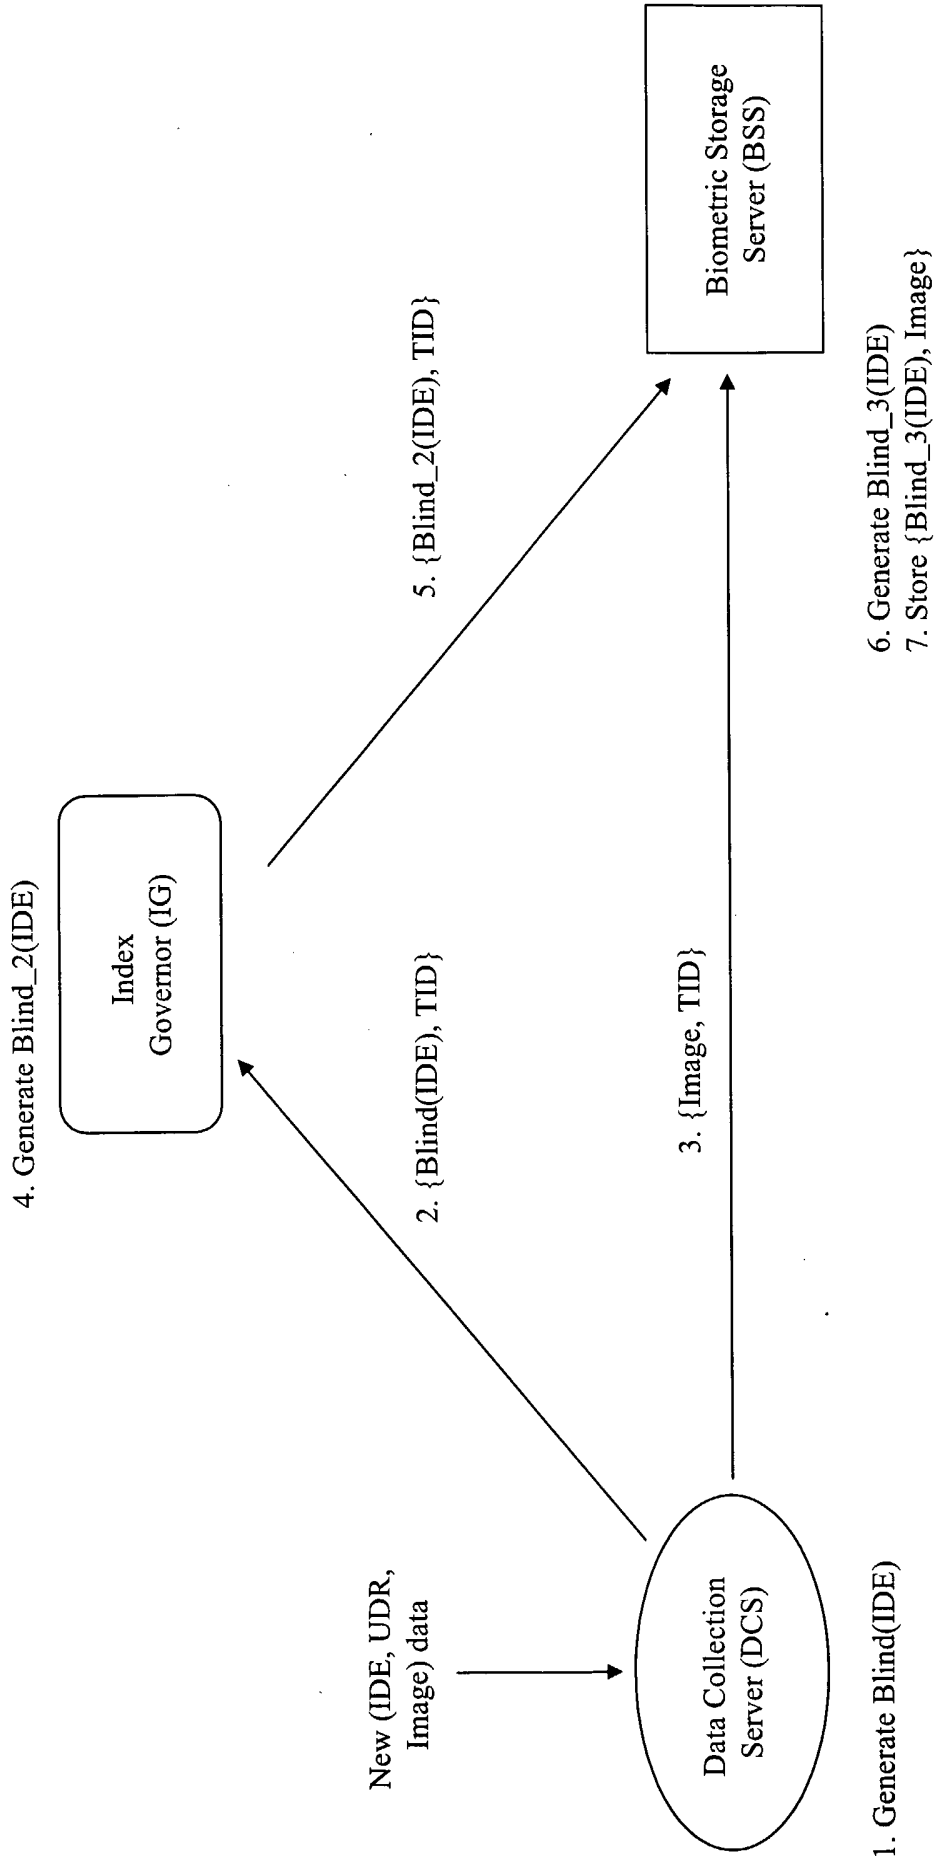 4. Generate Blind_2(IDE)
Index
Governor (IG)
New (IDE, UDR,
Image) data
2. {Blind(IDE), TID}
5. {Blind_2(IDE), TID}
3. {Image, TID}
Data Collection
Server (DCS)
Biometric Storage
Server (BSS)
1. Generate Blind(IDE)
6. Generate Blind_3(IDE)
7. Store {Blind_3(IDE), Image}